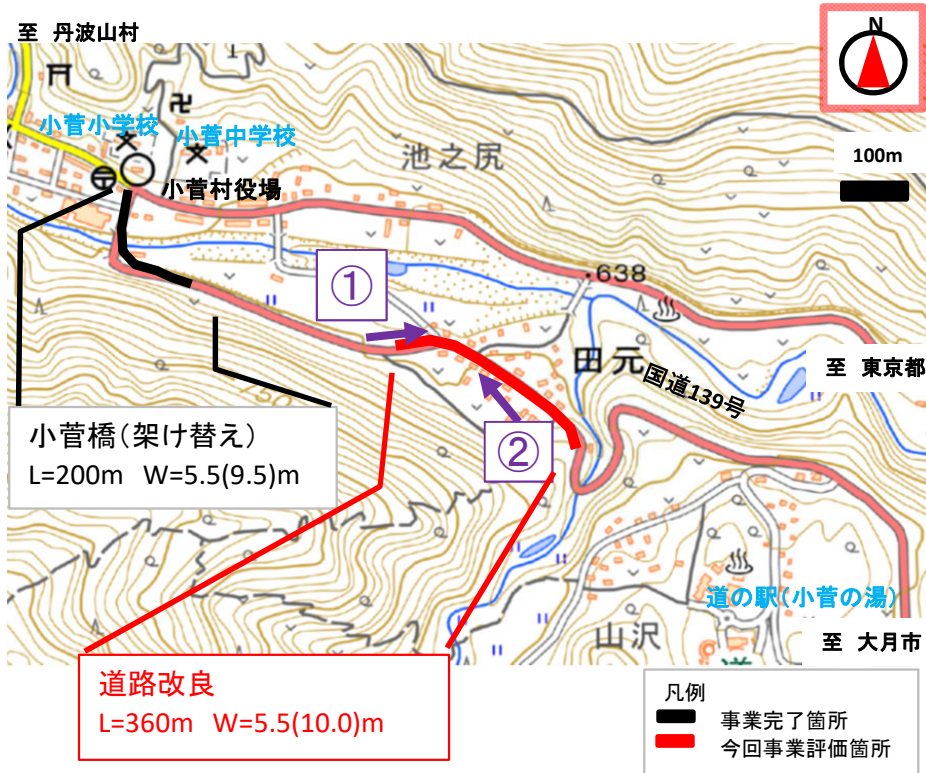 至 丹波山村
N
小菅小学校
小菅中学校
池之尻
100m
小菅村役場
638
①
田元
国道139号
至 東京都
小菅橋(架け替え)
L=200m W=5.5(9.5)m
②
道の駅(小菅の湯)
山沢
至 大月市
道路改良
L=360m W=5.5(10.0)m
凡例
事業完了箇所
今回事業評価箇所